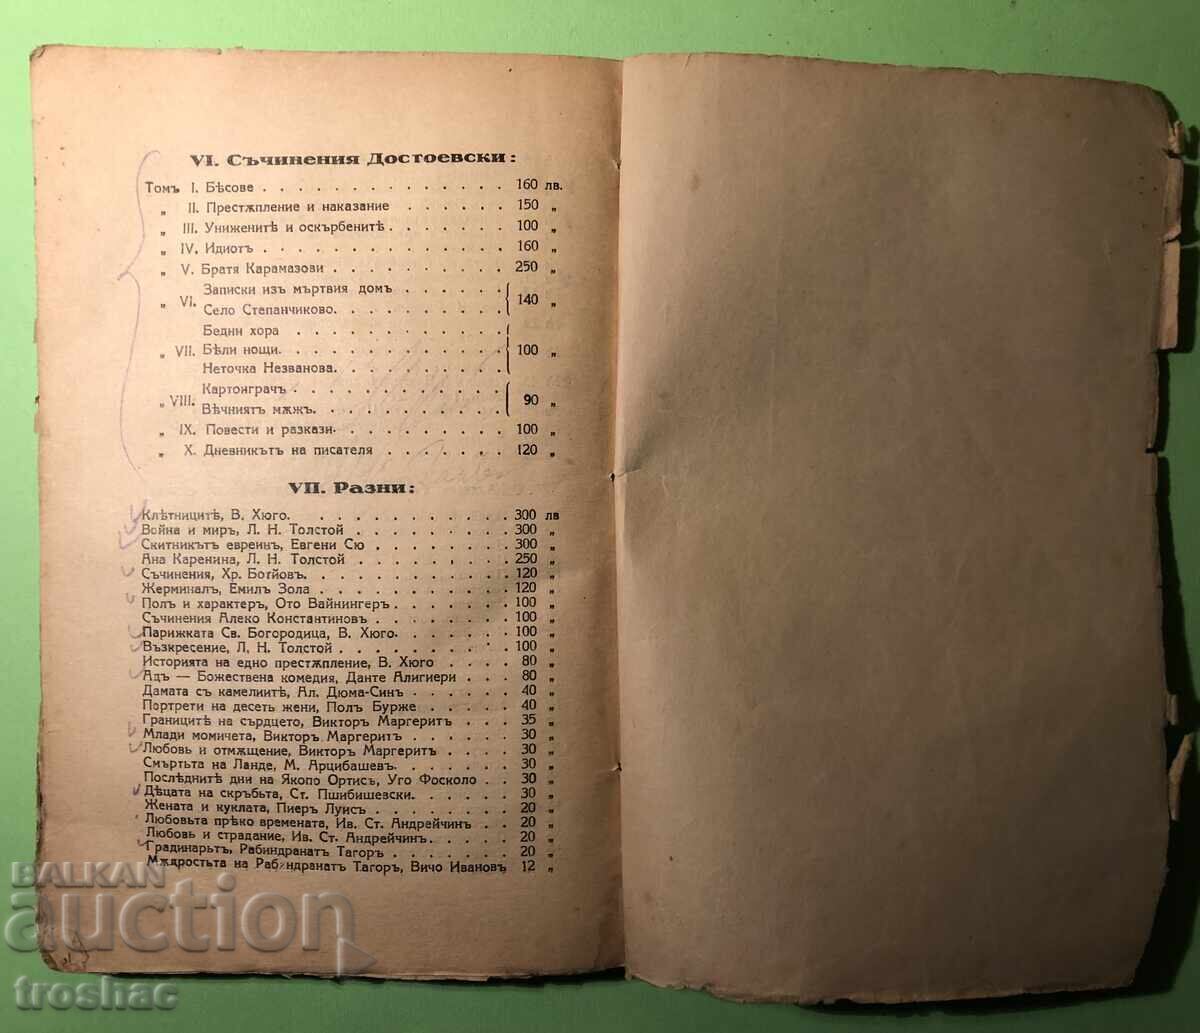 VI. Съчинения Достоевски:
Томъ I. Бѣсове . . . . . . . . . . . . . . 160 лв.
„ II. Престѫпление и наказание . . . . . . 150 „
„ III. Унижените и оскърбенитѣ . . . . . . . 100 „
„ IV. Идиотъ . . . . . . . . . . . . . . 160 „
„ V. Братя Карамазови . . . . . . . . . . 250 „
„ VI. Записки изъ мъртвия домъ . . . . . .
Село Степанчиково. . . . . . . . . . 140 „
Бедни хора . . . . . . . . . . . .
„ VII. Бѣли нощи. . . . . . . . . . . . . 100 „
Неточка Незванова. . . . . . . . . .
„ VIII. Картоиграчъ . . . . . . . . . . . .
Вѣчниятъ мѫжъ. . . . . . . . . . . 90 „
„ IX. Повести и разкази . . . . . . . . . . 100 „
„ X. Дневникътъ на писателя . . . . . . . 120 „
VII. Разни:
Клѣтницитѣ, В. Хюго. . . . . . . . . . . 300 лв
Война и миръ, Л. Н. Толстой . . . . . . . . 300 „
Скитникътъ евреинъ, Евгени Сю . . . . . . . 300 „
Ана Каренина, Л. Н. Толстой . . . . . . . . 250 „
Съчинения, Хр. Ботйовъ. . . . . . . . . . 120 „
Жерминалъ, Емилъ Зола . . . . . . . . . 120 „
Полъ и характеръ, Ото Вайнингеръ . . . . . . 100 „
Съчинения Алеко Константиновъ . . . . . . 100 „
Парижката Св. Богородица, В. Хюго. . . . . . 100 „
Възкресение, Л. Н. Толстой . . . . . . . . 100 „
Историята на едно престѫпление, В. Хюго . . . . 80 „
Адъ — Божествена комедия, Данте Алигиери . . . 80 „
Дамата съ камелиитѣ, Ал. Дюма-Синъ . . . . . 40 „
Портрети на десеть жени, Полъ Бурже . . . . 40 „
Границитѣ на сърдцето, Викторъ Маргеритъ . . . 35 „
Млади момичета, Викторъ Маргеритъ . . . . . 30 „
Любовь и отмѫщение, Викторъ Маргеритъ . . . . 30 „
Смъртьта на Ланде, М. Арцибашевъ. . . . . . 30 „
Последнитѣ дни на Якопо Ортисъ, Уго Фосколо . . 30 „
Дѣцата на скръбьта, Ст. Пшибишевски. . . . . 30 „
Жената и куклата, Пиеръ Луисъ . . . . . . . 20 „
Любовьта прѣко времената, Ив. Ст. Андрейчинъ . . 20 „
Любовь и страдание, Ив. Ст. Андрейчинъ. . . . . 20 „
Градинарьтъ, Рабиндранатъ Тагоръ . . . . . . 20 „
Мѫдростьта на Рабиндранатъ Тагоръ, Вичо Ивановъ 12 „
BALKAN
auction
troshac